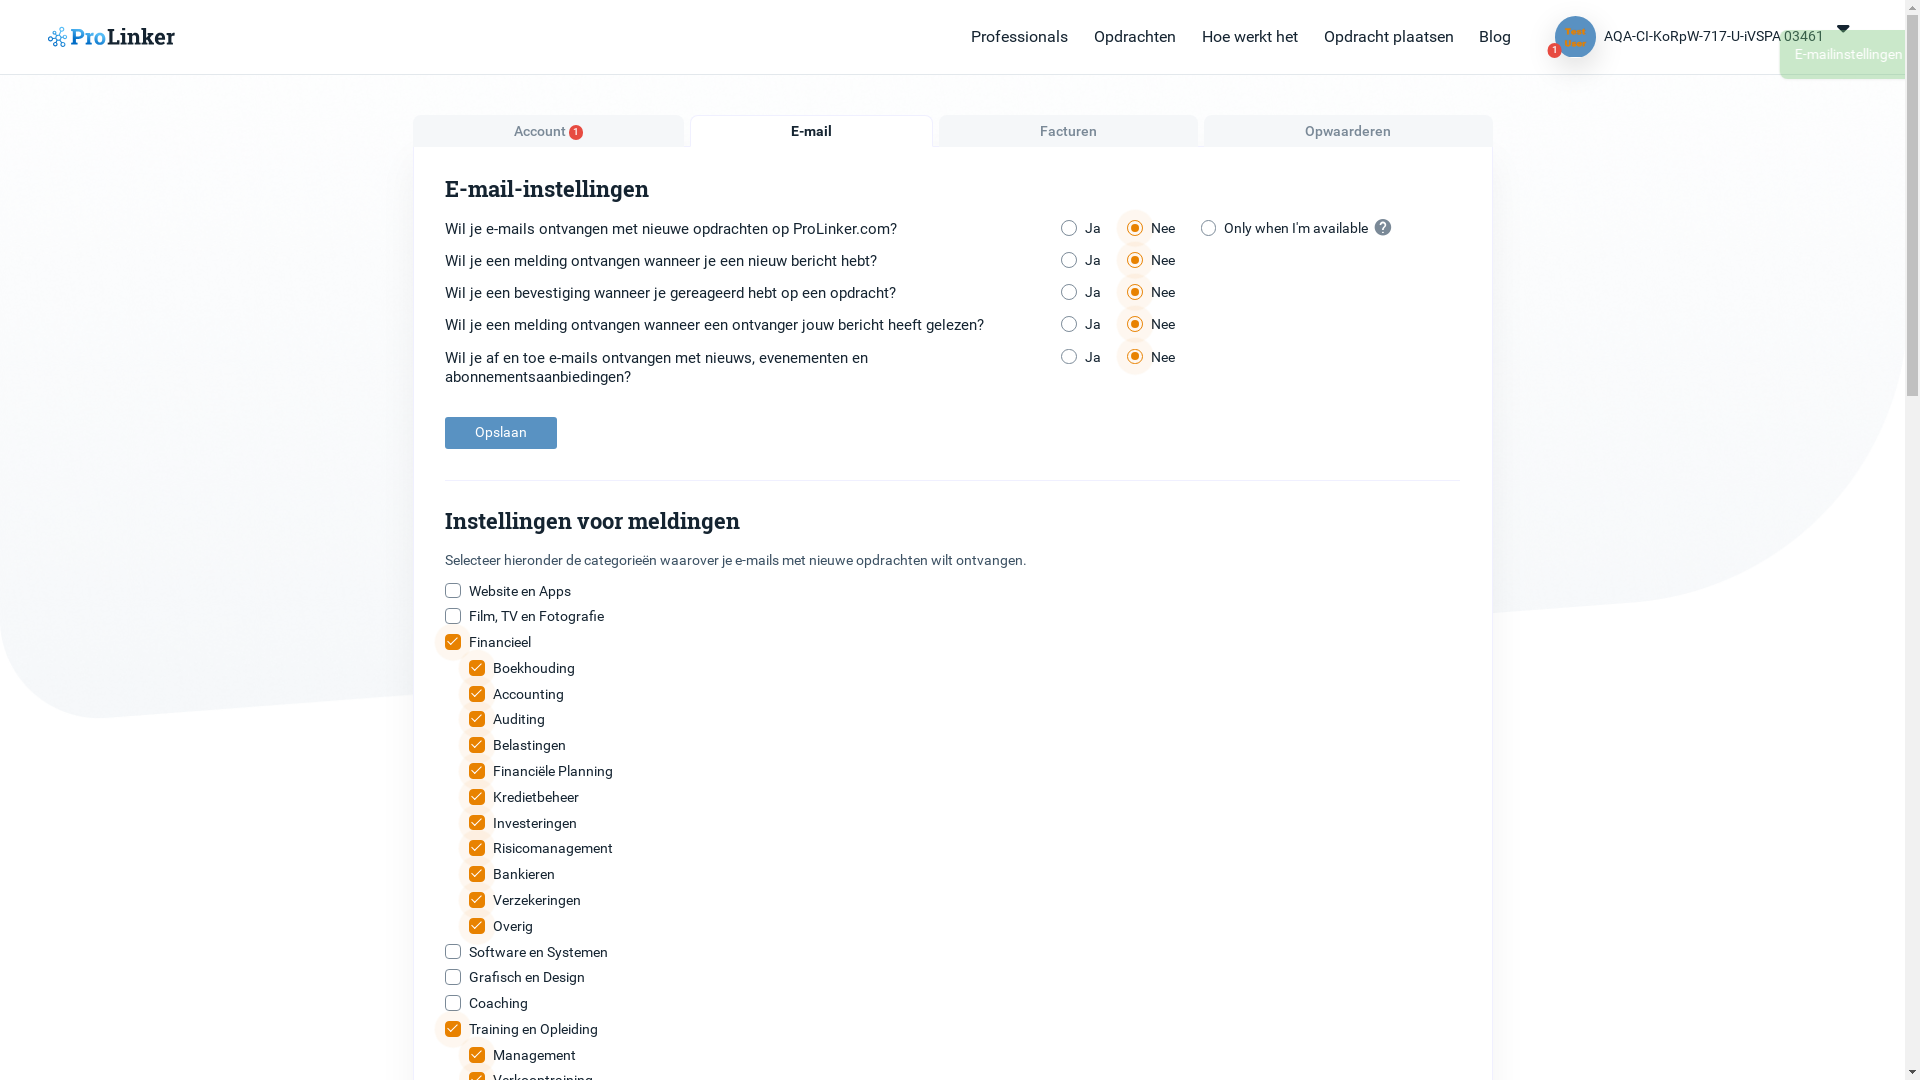 ProLinker
Professionals
Opdrachten
Hoe werkt het
Opdracht plaatsen
Blog
1
AQA-CI-KoRpW-717-U-iVSPA 03461
E-mailinstellingen
Account 1
E-mail
Facturen
Opwaarderen
E-mail-instellingen
Wil je e-mails ontvangen met nieuwe opdrachten op ProLinker.com?
Ja Nee Only when I'm available ?
Wil je een melding ontvangen wanneer je een nieuw bericht hebt?
Ja Nee
Wil je een bevestiging wanneer je gereageerd hebt op een opdracht?
Ja Nee
Wil je een melding ontvangen wanneer een ontvanger jouw bericht heeft gelezen?
Ja Nee
Wil je af en toe e-mails ontvangen met nieuws, evenementen en
abonnementsaanbiedingen?
Ja Nee
Opslaan
Instellingen voor meldingen
Selecteer hieronder de categorieën waarover je e-mails met nieuwe opdrachten wilt ontvangen.
Website en Apps
Film, TV en Fotografie
Financieel
Boekhouding
Accounting
Auditing
Belastingen
Financiële Planning
Kredietbeheer
Investeringen
Risicomanagement
Bankieren
Verzekeringen
Overig
Software en Systemen
Grafisch en Design
Coaching
Training en Opleiding
Management
Verkooptraining